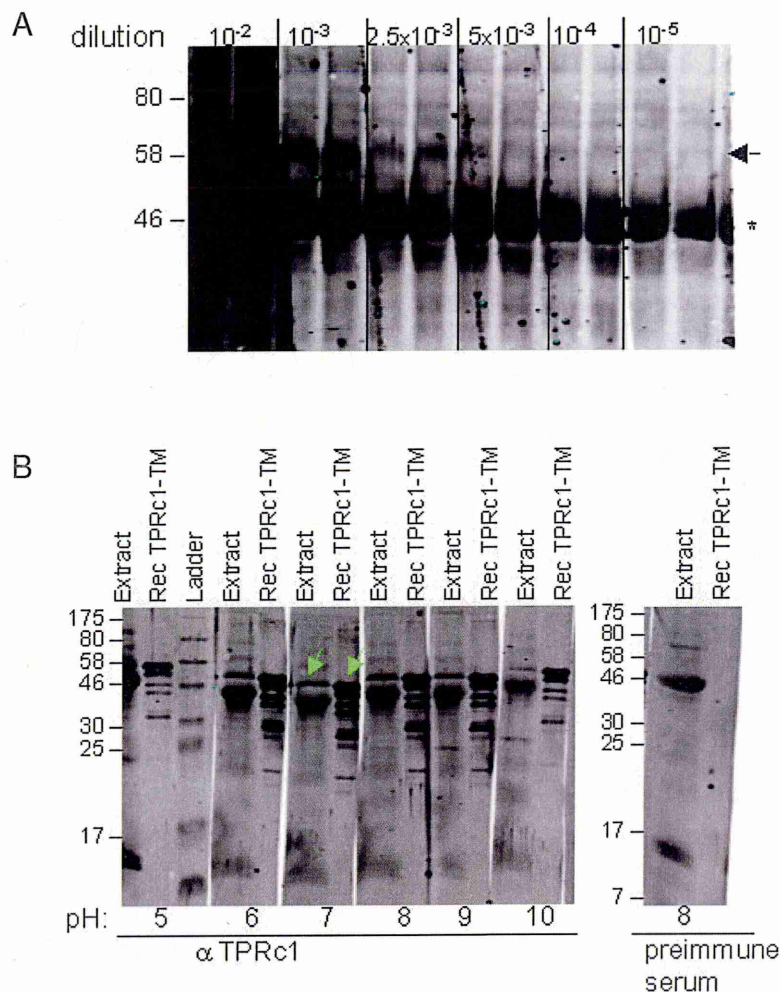 A
dilution 10-2 10-3 2.5x10-3 5x10-3 10-4 10-5
80
58
46
*
B
Extract
Rec TPRc1-TM
Ladder
Extract
Rec TPRc1-TM
Extract
Rec TPRc1-TM
Extract
Rec TPRc1-TM
Extract
Rec TPRc1-TM
Extract
Rec TPRc1-TM
Extract
Rec TPRc1-TM
175
80
58
46
30
25
17
175
80
58
46
30
25
17
7
pH: 5 6 7 8 9 10 8
α TPRc1
preimmune
serum